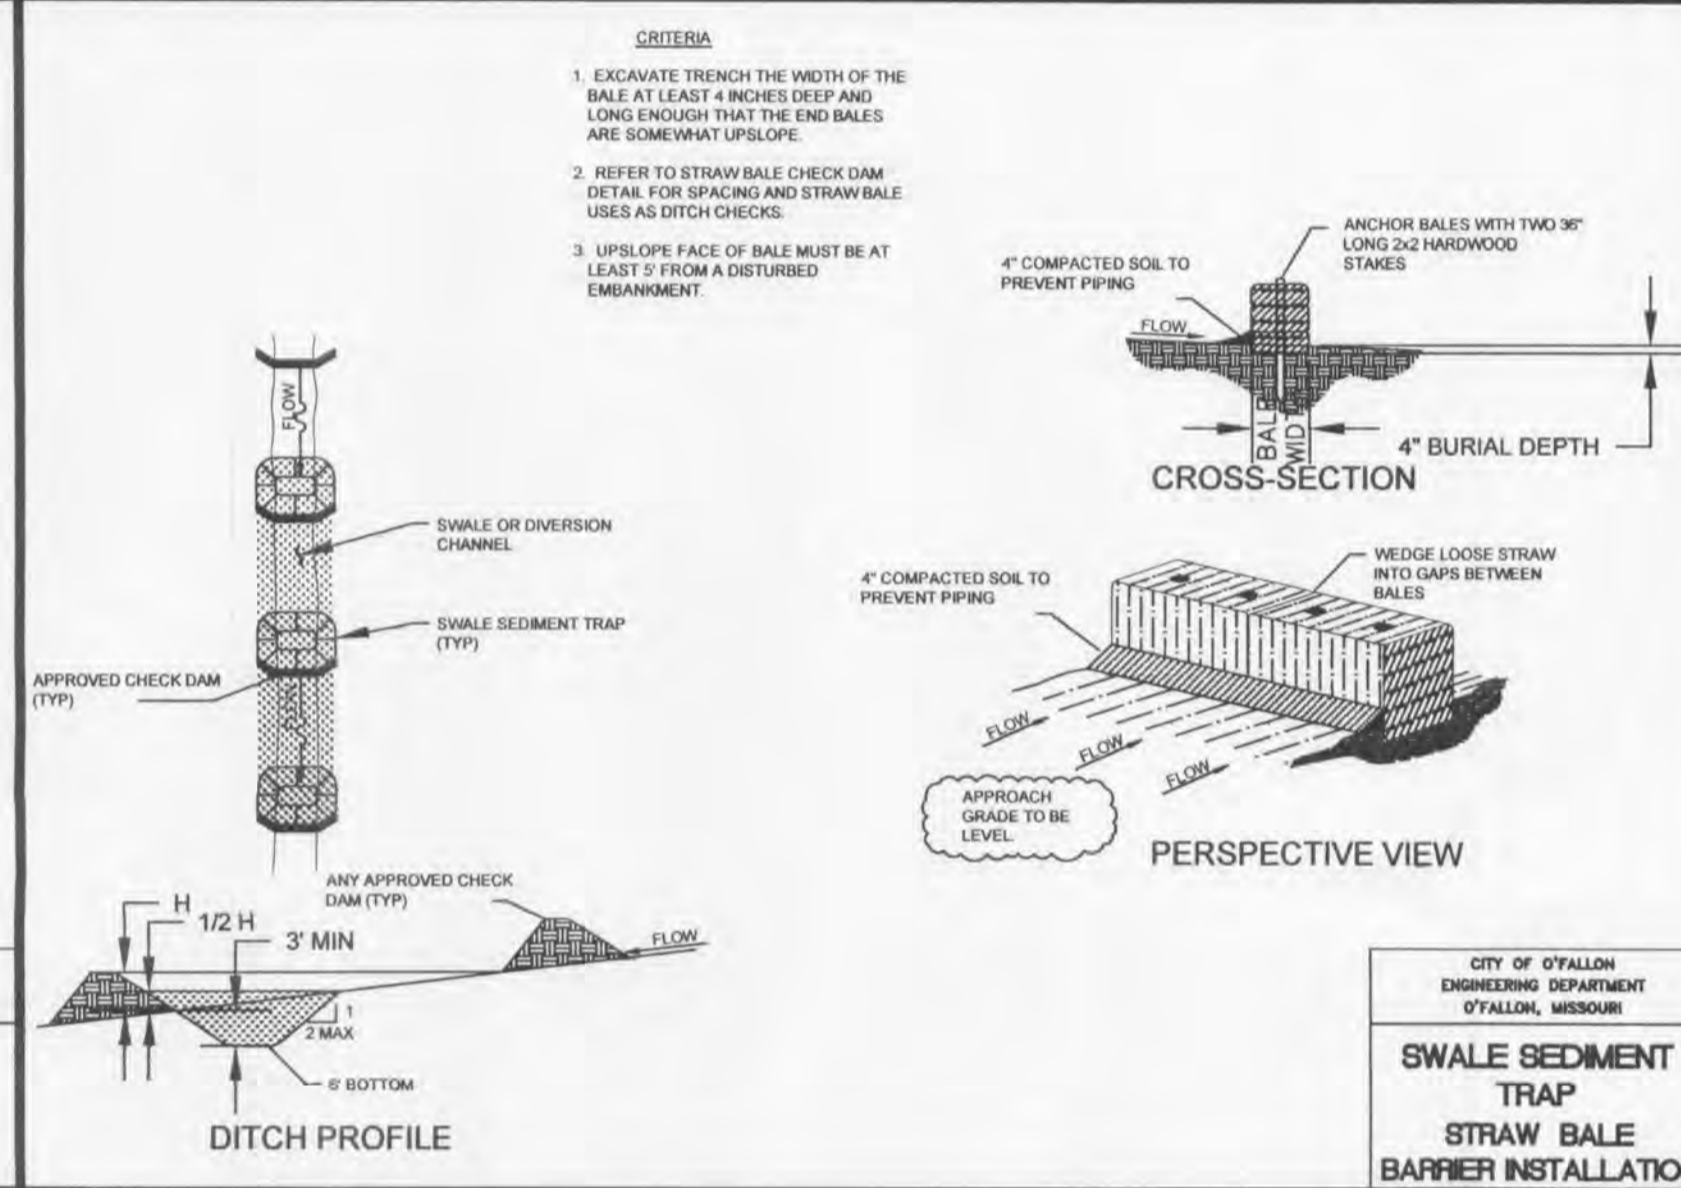 CRITERIA
1. EXCAVATE TRENCH THE WIDTH OF THE
BALE AT LEAST 4 INCHES DEEP AND
LONG ENOUGH THAT THE END BALES
ARE SOMEWHAT UPSLOPE.
2. REFER TO STRAW BALE CHECK DAM
DETAIL FOR SPACING AND STRAW BALE
USES AS DITCH CHECKS.
3. UPSLOPE FACE OF BALE MUST BE AT
LEAST 5' FROM A DISTURBED
EMBANKMENT.
FLOW
SWALE OR DIVERSION
CHANNEL
SWALE SEDIMENT TRAP
(TYP)
APPROVED CHECK DAM
(TYP)
FLOW
ANY APPROVED CHECK
DAM (TYP)
H
1/2 H
3' MIN
FLOW
1
2 MAX
6' BOTTOM
DITCH PROFILE
ANCHOR BALES WITH TWO 36"
LONG 2x2 HARDWOOD
STAKES
4" COMPACTED SOIL TO
PREVENT PIPING
FLOW
BALE
WIDT
4" BURIAL DEPTH
CROSS-SECTION
WEDGE LOOSE STRAW
INTO GAPS BETWEEN
BALES
4" COMPACTED SOIL TO
PREVENT PIPING
FLOW
FLOW
FLOW
APPROACH
GRADE TO BE
LEVEL.
PERSPECTIVE VIEW
CITY OF O'FALLON
ENGINEERING DEPARTMENT
O'FALLON, MISSOURI
SWALE SEDIMENT
TRAP
STRAW BALE
BARRIER INSTALLATIO